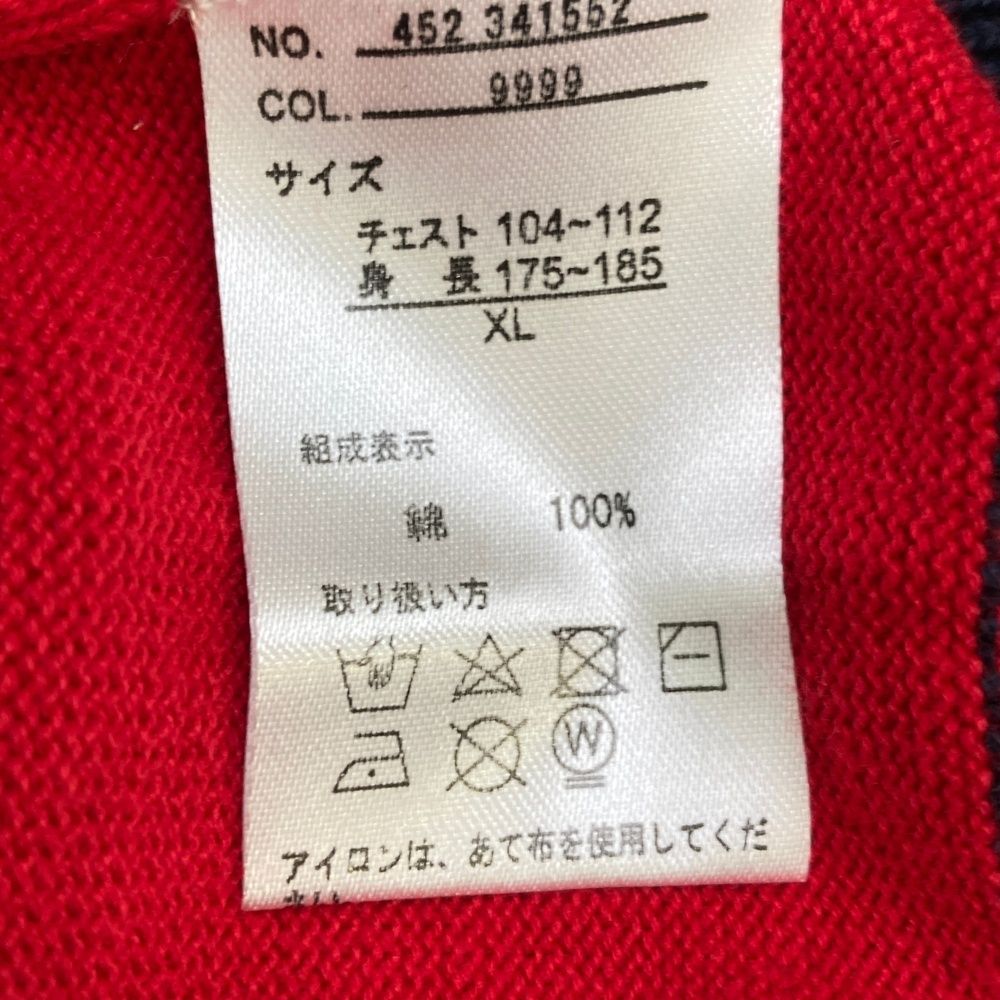 NO. 452 341552
COL. 9999
サイズ
チェスト 104~112
身 長 175~185
XL
組成表示
綿 100%
取り扱い方
W
アイロンは、あて布を使用してくだ